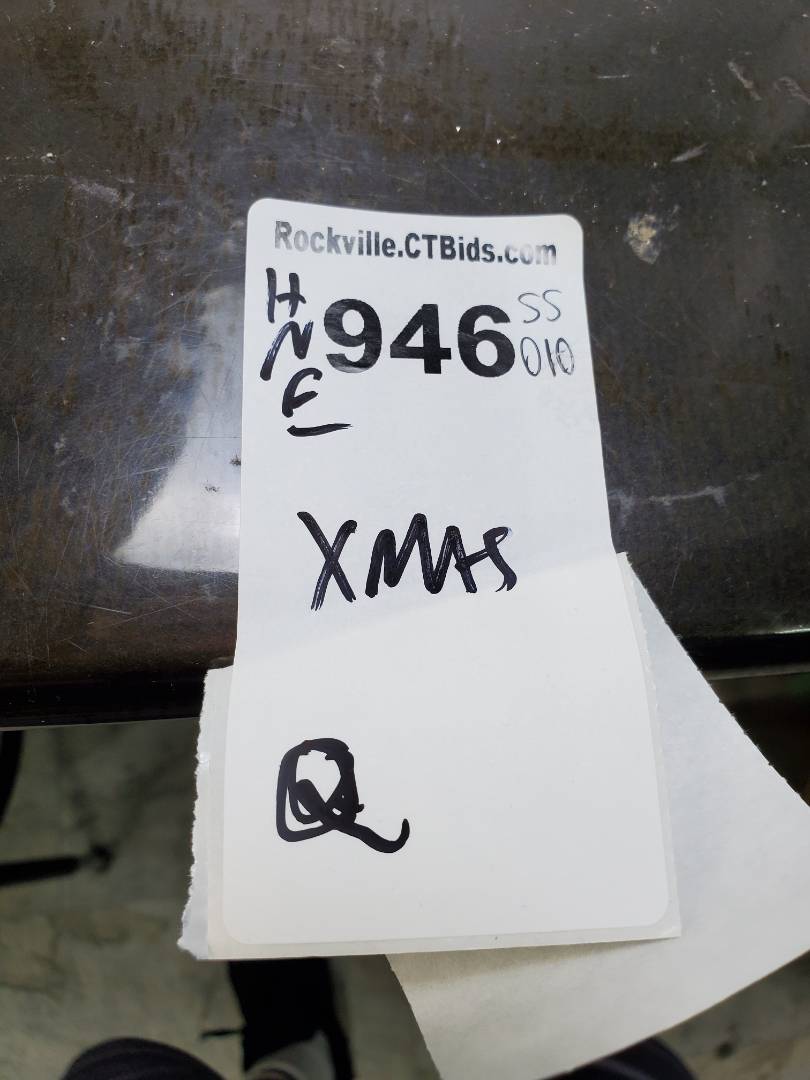 Rockville.CTBids.com
H
N
F
946
SS
010
XMAS
Q